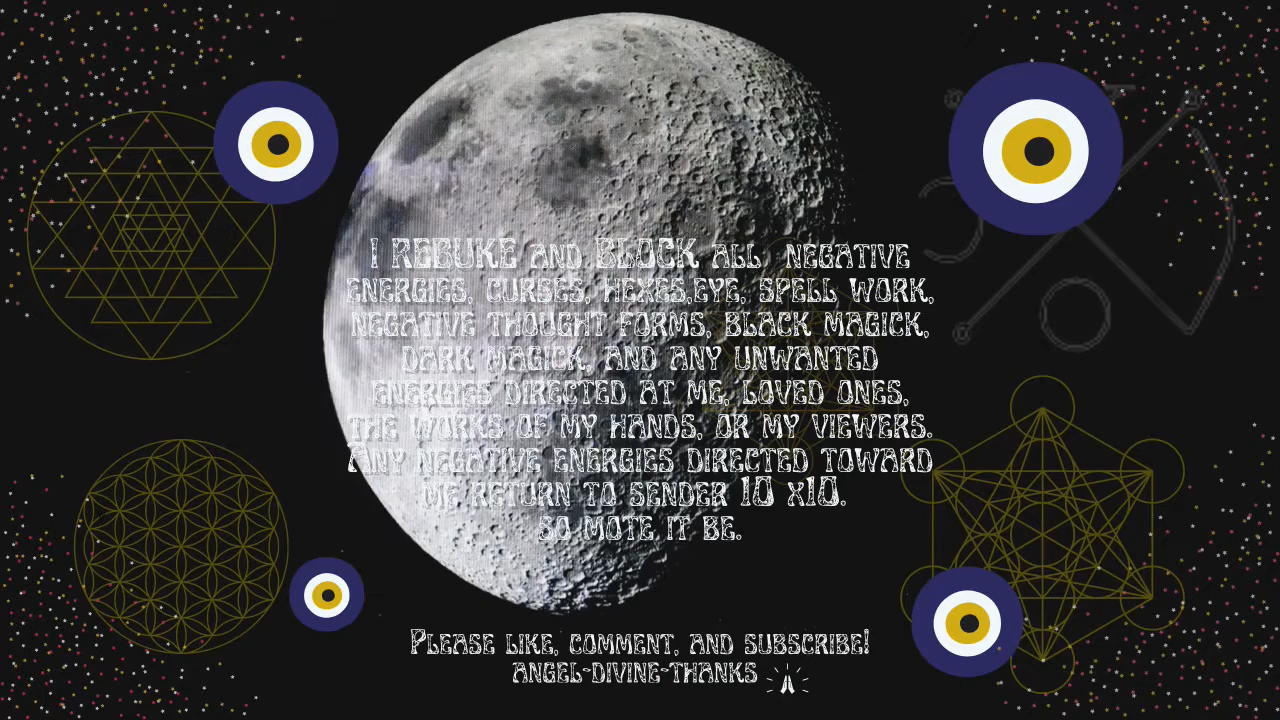 I REBUKE AND BLOCK ALL NEGATIVE
ENERGIES, CURSES, HEXES,EYE, SPELL WORK,
NEGATIVE THOUGHT FORMS, BLACK MAGICK,
DARK MAGICK, AND ANY UNWANTED
ENERGIES DIRECTED AT ME, LOVED ONES,
THE WORKS OF MY HANDS, OR MY VIEWERS.
ANY NEGATIVE ENERGIES DIRECTED TOWARD
ME RETURN TO SENDER 10 X10.
SO MOTE IT BE.
PLEASE LIKE, COMMENT, AND SUBSCRIBE!
ANGEL-DIVINE-THANKS